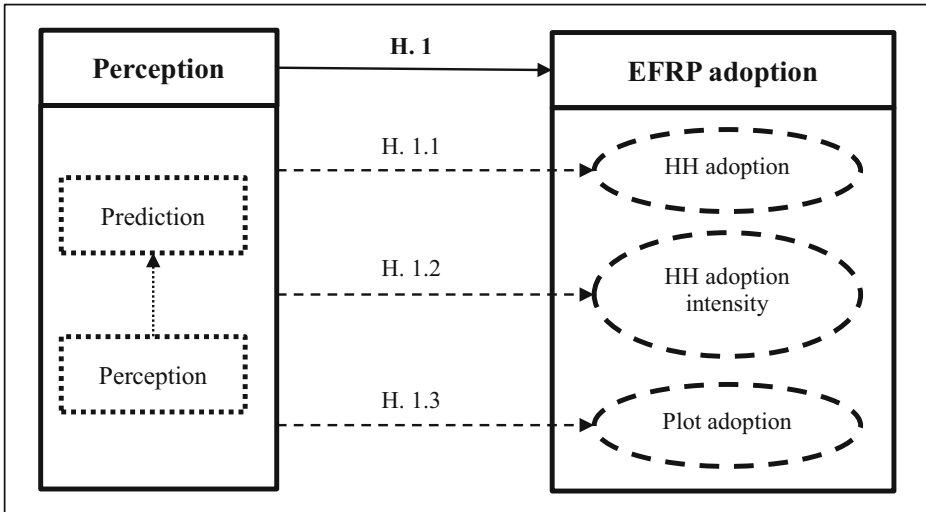 H. 1
Perception
EFRP adoption
H. 1.1
HH adoption
Prediction
H. 1.2
HH adoption
intensity
Perception
H. 1.3
Plot adoption